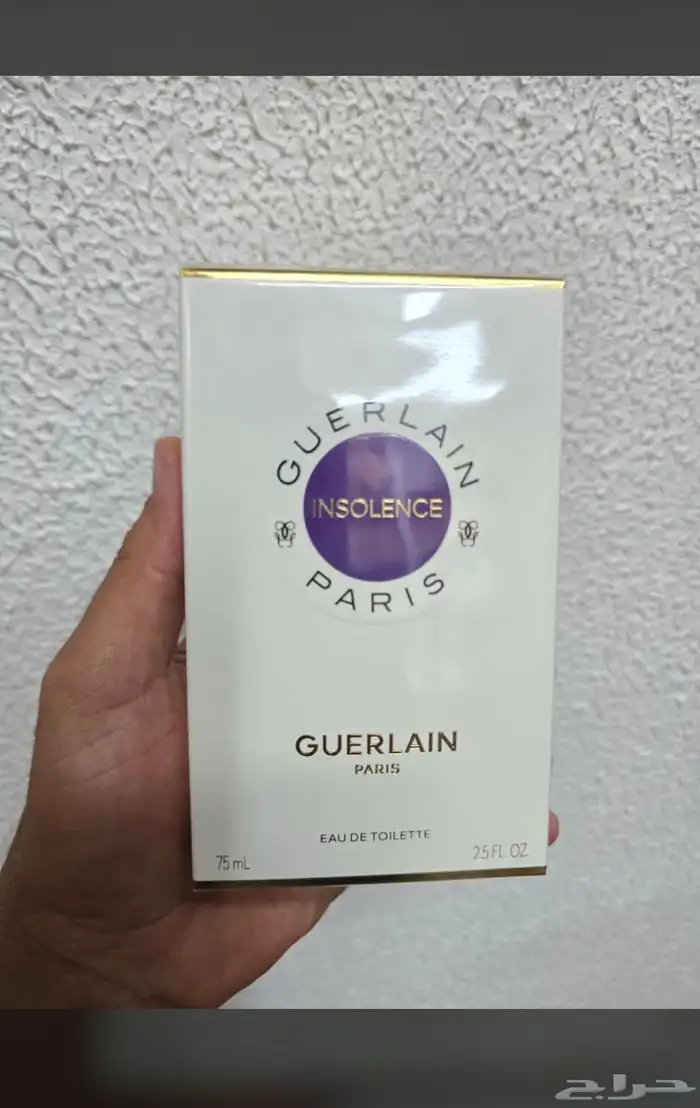 GUERLAIN
INSOLENCE
PARIS
GUERLAIN
PARIS
EAU DE TOILETTE
75 mL 2.5 FL. OZ
حراج